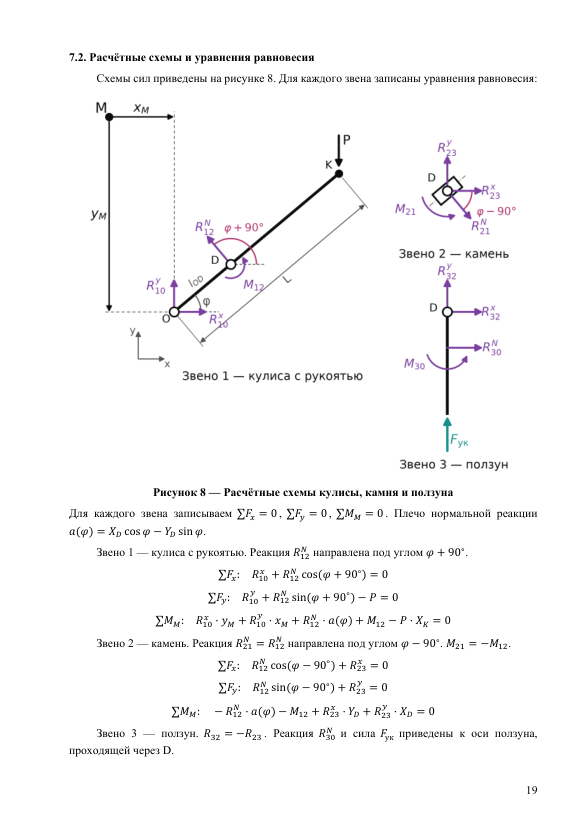 7.2. Расчётные схемы и уравнения равновесия
Схемы сил приведены на рисунке 8. Для каждого звена записаны уравнения равновесия:
M
x_M
y_M
P
K
R_12^N
φ+90°
D
M_12
l_OD
L
R_10^y
φ
O
R_10^x
y
x
Звено 1 — кулиса с рукоятью
R_23^y
D
R_23^x
M_21
φ−90°
R_21^N
Звено 2 — камень
R_32^y
D
R_32^x
R_30^N
M_30
F_ук
Звено 3 — ползун
Рисунок 8 — Расчётные схемы кулисы, камня и ползуна
Для каждого звена записываем ∑F_x = 0, ∑F_y = 0, ∑M_M = 0. Плечо нормальной реакции
a(φ) = X_D cos φ − Y_D sin φ.
Звено 1 — кулиса с рукоятью. Реакция R_12^N направлена под углом φ + 90°.
∑F_x: R_10^x + R_12^N cos(φ + 90°) = 0
∑F_y: R_10^y + R_12^N sin(φ + 90°) − P = 0
∑M_M: R_10^x · y_M + R_10^y · x_M + R_12^N · a(φ) + M_12 − P · X_K = 0
Звено 2 — камень. Реакция R_21^N = R_12^N направлена под углом φ − 90°. M_21 = −M_12.
∑F_x: R_12^N cos(φ − 90°) + R_23^x = 0
∑F_y: R_12^N sin(φ − 90°) + R_23^y = 0
∑M_M: − R_12^N · a(φ) − M_12 + R_23^x · Y_D + R_23^y · X_D = 0
Звено 3 — ползун. R_32 = −R_23. Реакция R_30^N и сила F_ук приведены к оси ползуна,
проходящей через D.
19